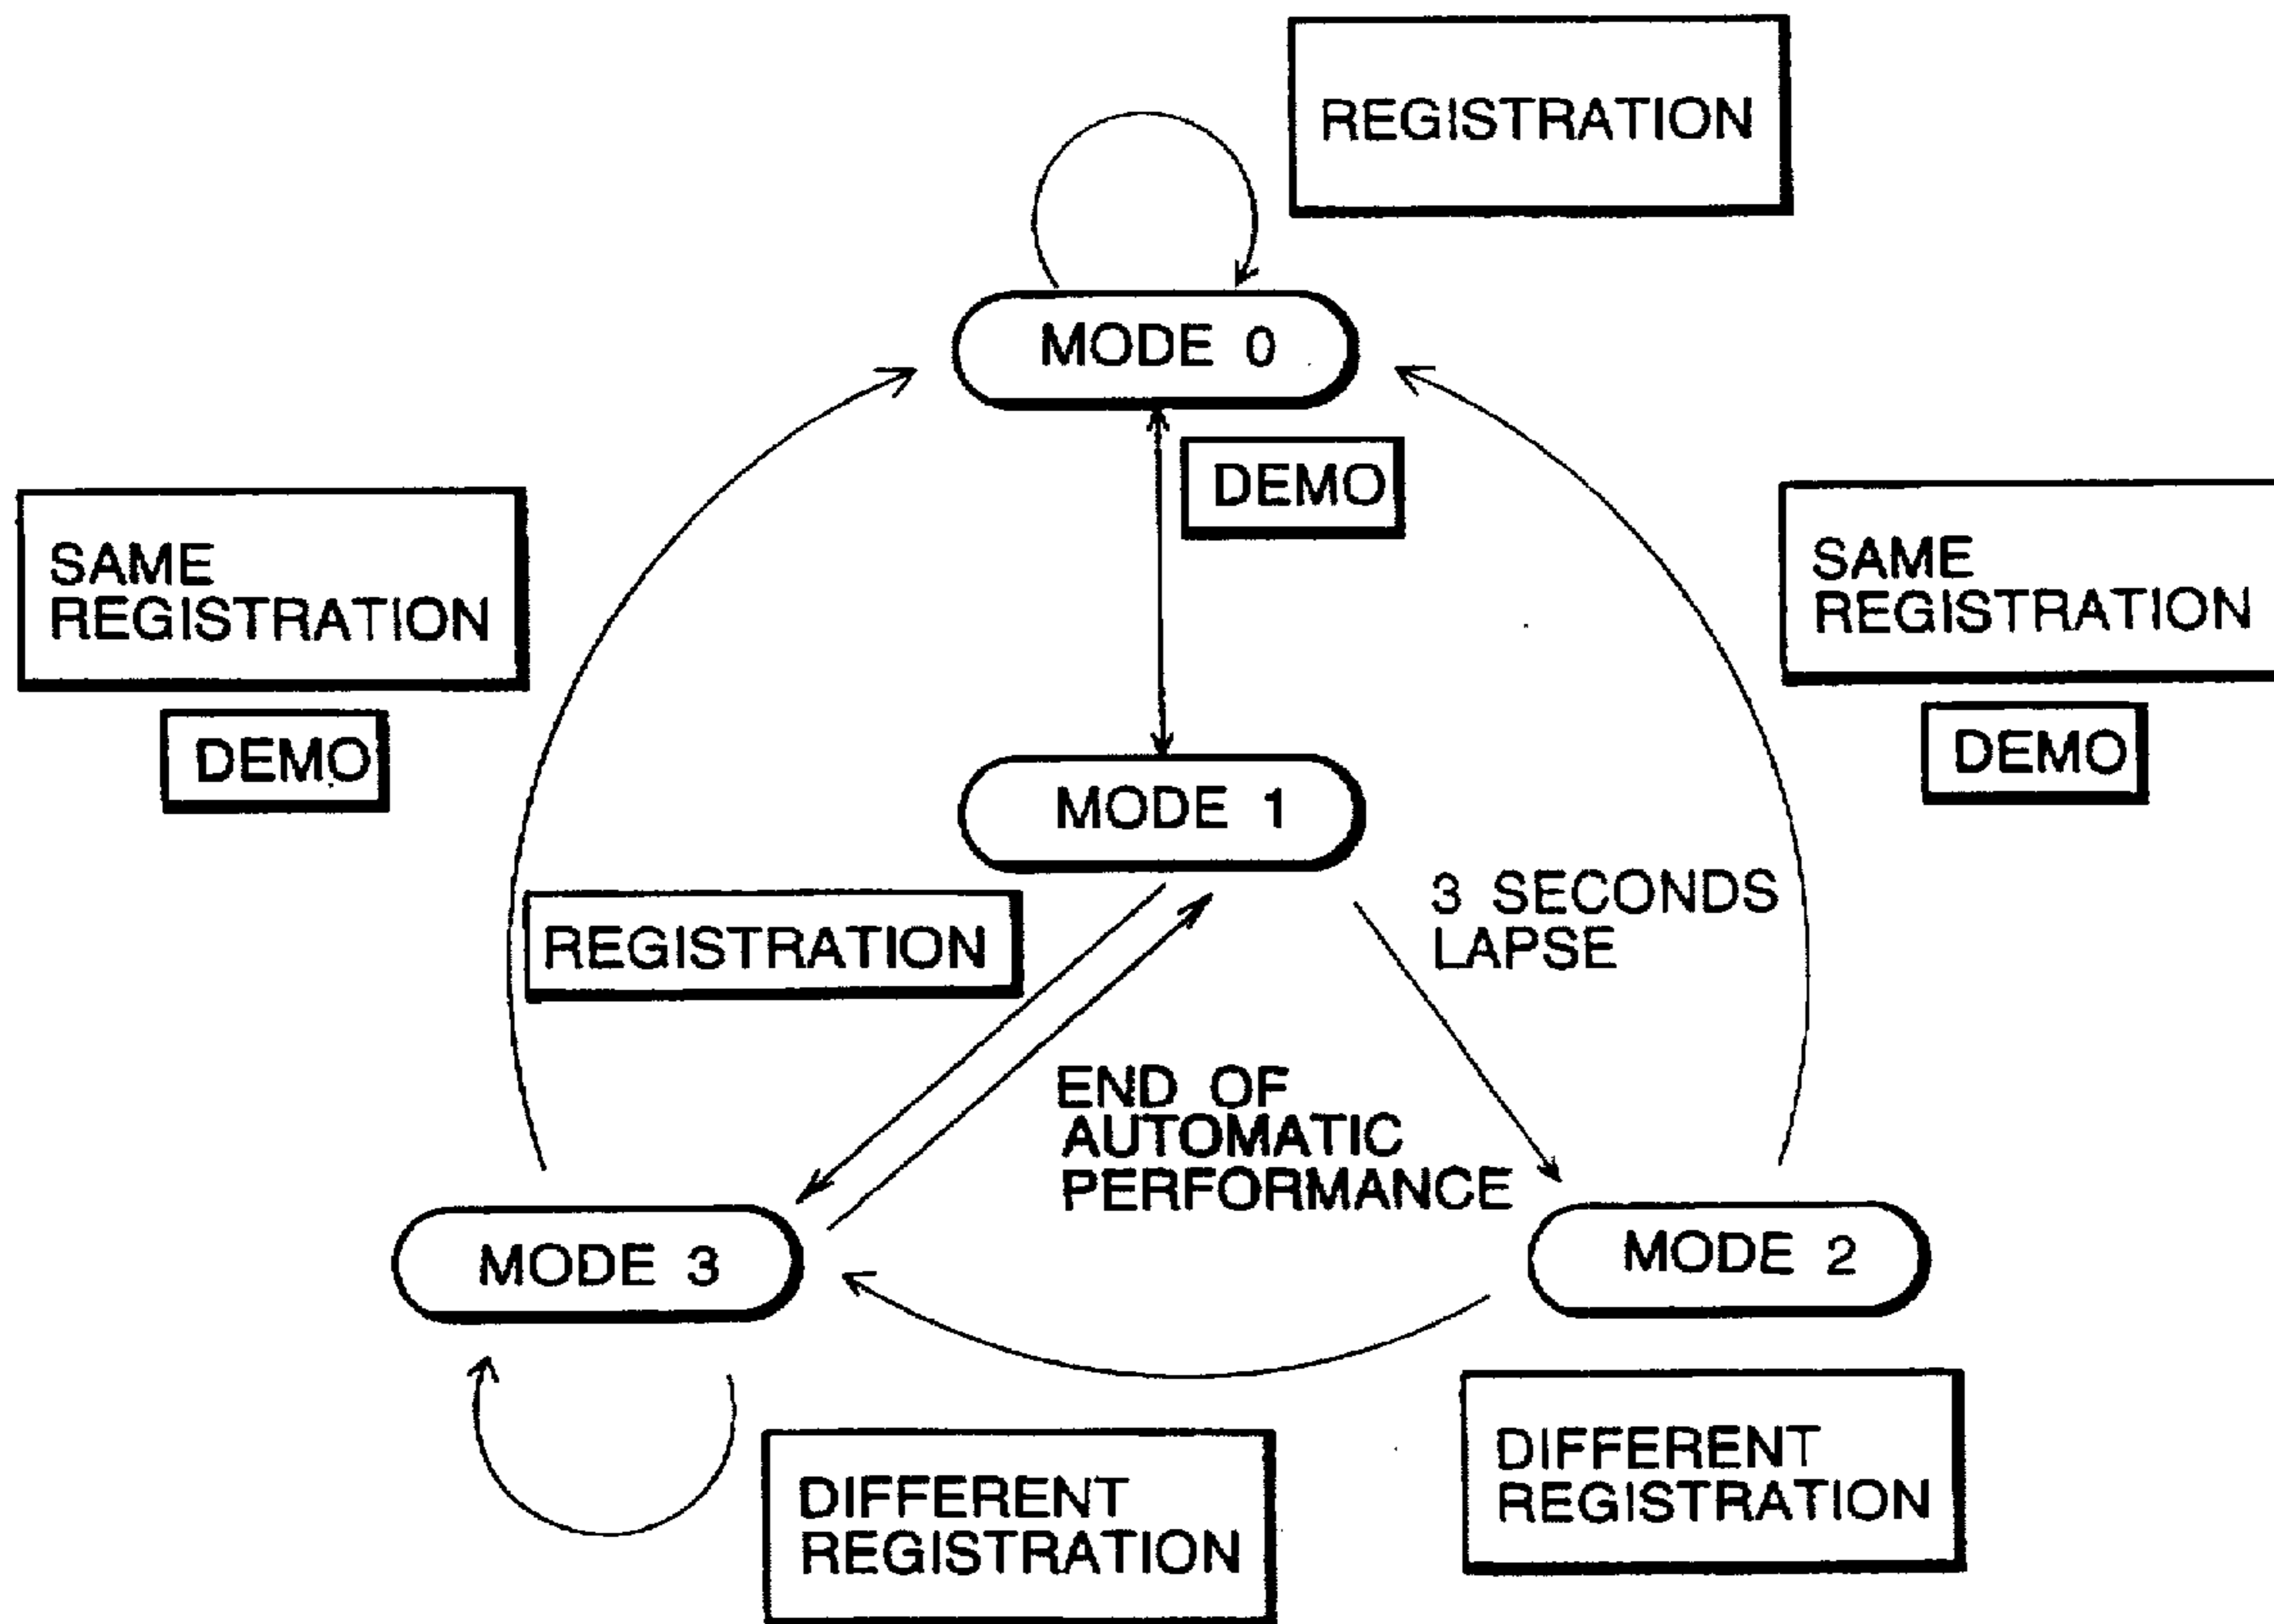 REGISTRATION
MODE 0
DEMO
SAME
REGISTRATION
DEMO
SAME
REGISTRATION
DEMO
MODE 1
REGISTRATION
3 SECONDS
LAPSE
END OF
AUTOMATIC
PERFORMANCE
MODE 3
MODE 2
DIFFERENT
REGISTRATION
DIFFERENT
REGISTRATION